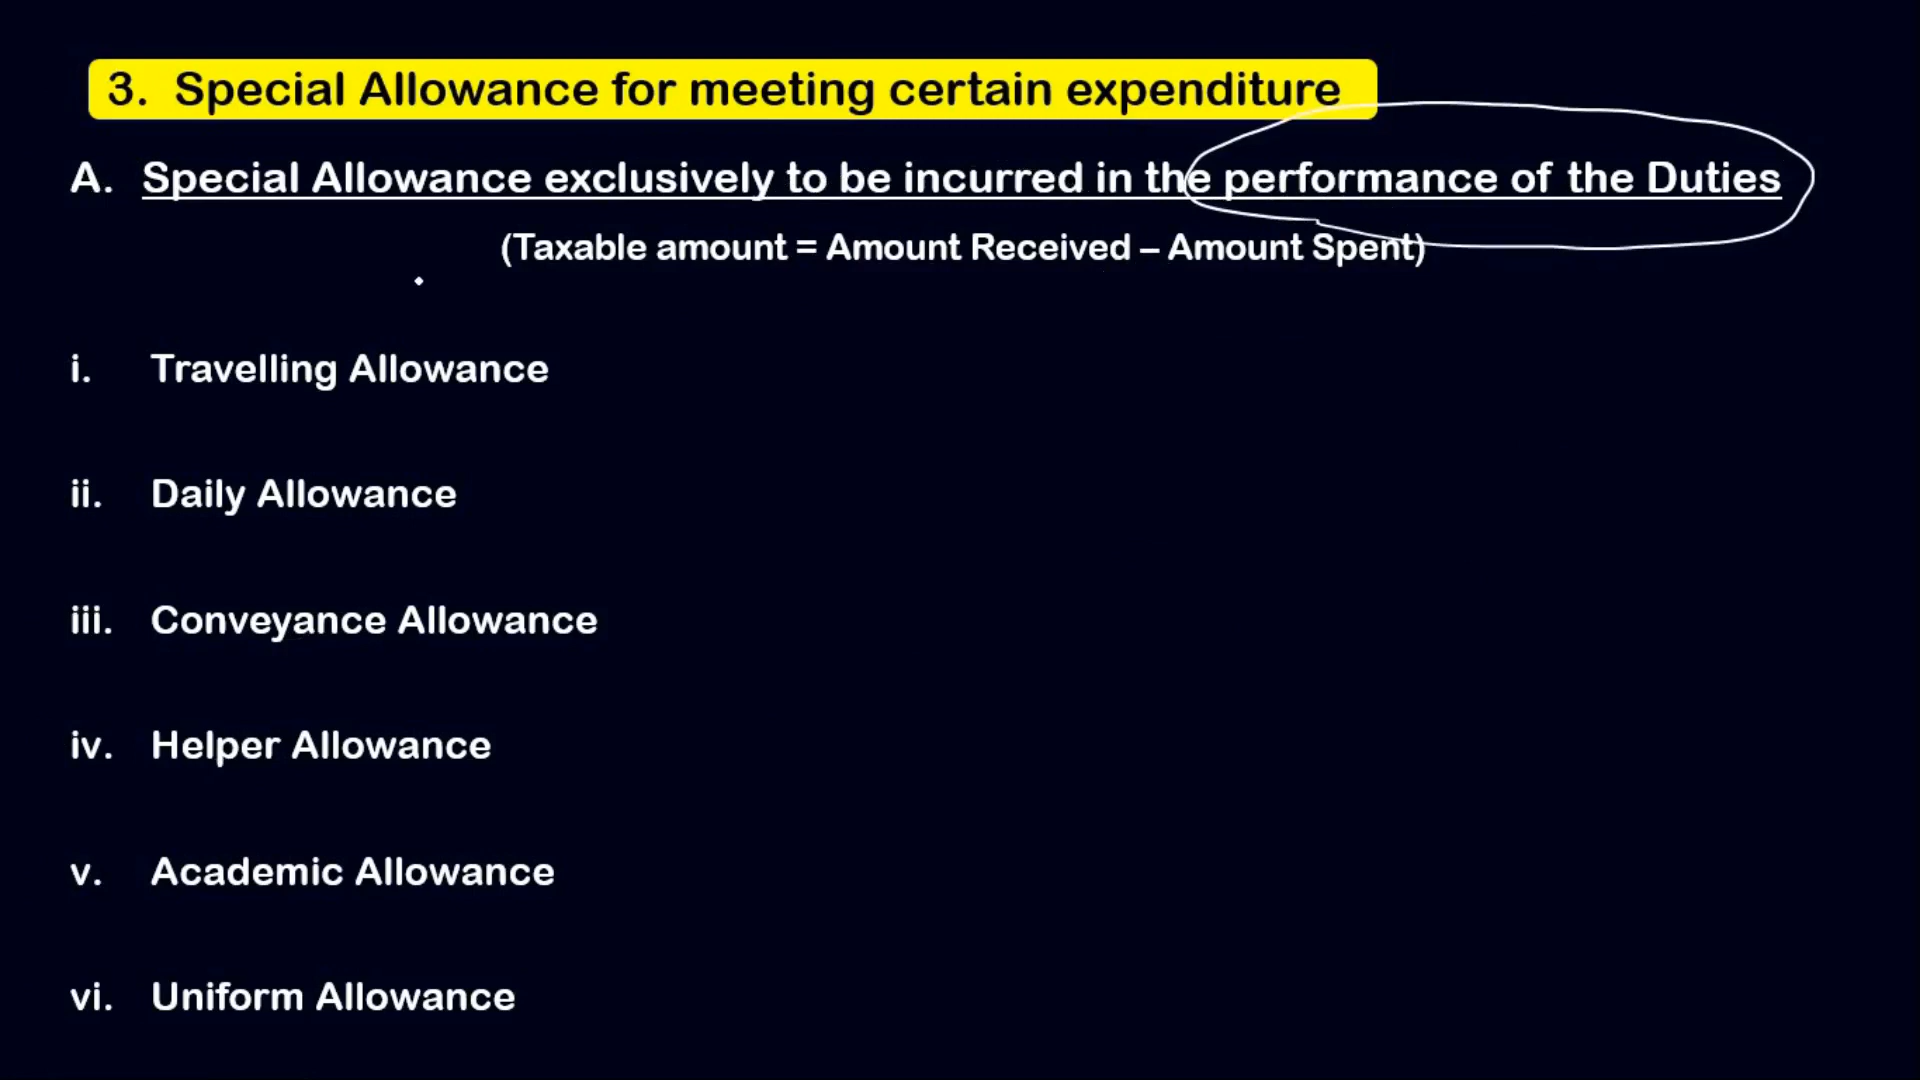 3. Special Allowance for meeting certain expenditure
A. Special Allowance exclusively to be incurred in the performance of the Duties
(Taxable amount = Amount Received – Amount Spent)
i. Travelling Allowance
ii. Daily Allowance
iii. Conveyance Allowance
iv. Helper Allowance
v. Academic Allowance
vi. Uniform Allowance